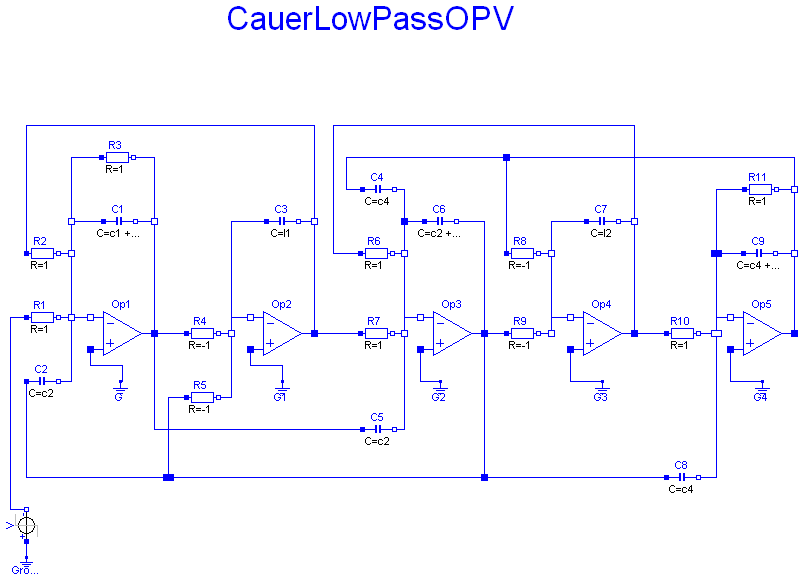 CauerLowPassOPV
R3
R=1
C4
C=c4
R11
R=1
C1
C=c1 +...
C3
C=l1
C6
C=c2 +...
C7
C=l2
R2
R=1
R6
R=1
R8
R=-1
C9
C=c4 +...
R1
R=1
Op1
Op2
Op3
Op4
Op5
R4
R=-1
R7
R=1
R9
R=-1
R10
R=1
- + - + - + - + - +
C2
C=c2
R5
R=-1
G
G1
G2
G3
G4
C5
C=c2
C8
C=c4
V
- +
Gro...